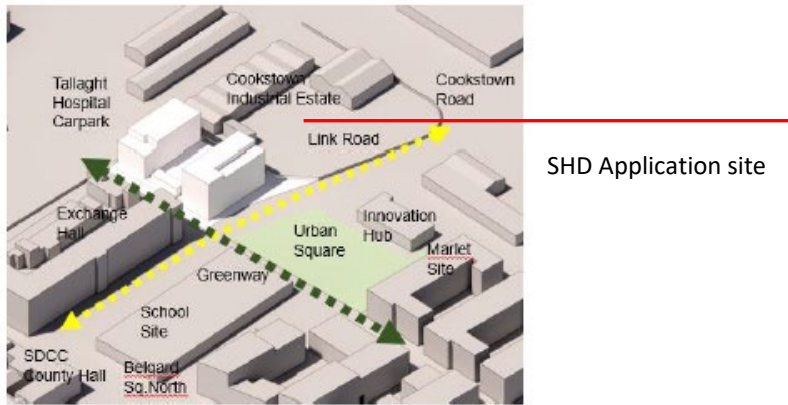 Tallaght
Hospital
Carpark
Cookstown
Industrial Estate
Cookstown
Road
Link Road
SHD Application site
Exchange
Hall
Urban
Square
Innovation
Hub
Marlet
Site
Greenway
School
Site
SDCC
County Hall
Belgard
Sq.North